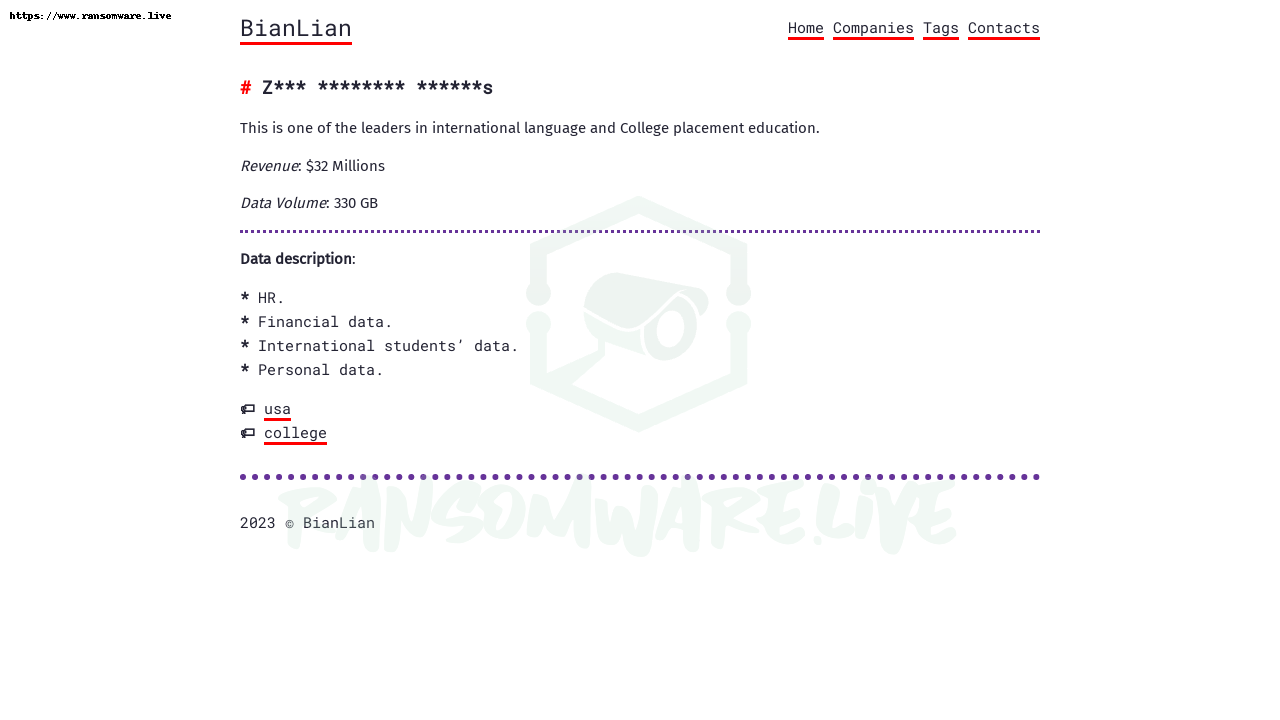 https://www.ransomware.live
BianLian
Home Companies Tags Contacts
# Z*** ******** ******s
This is one of the leaders in international language and College placement education.
Revenue: $32 Millions
Data Volume: 330 GB
Data description:
* HR.
* Financial data.
* International students’ data.
* Personal data.
usa
college
RANSOMWARE.LIVE
2023 © BianLian